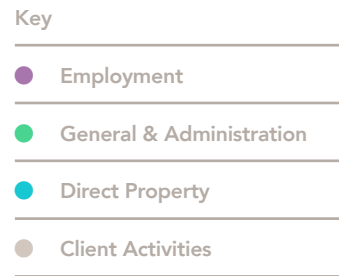 Key
Employment
General & Administration
Direct Property
Client Activities